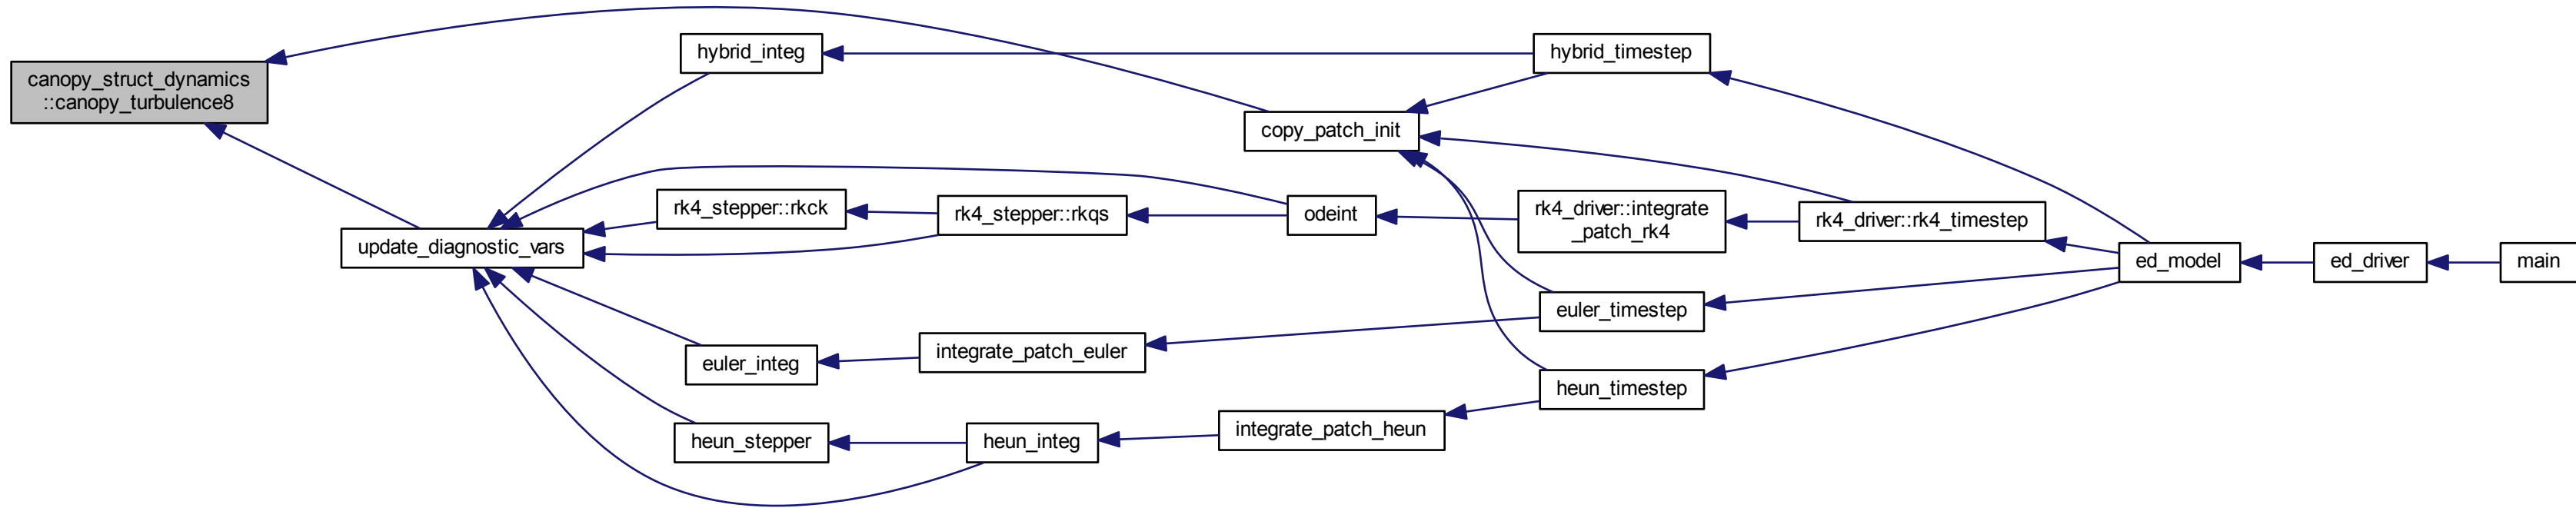 canopy_struct_dynamics
::canopy_turbulence8
update_diagnostic_vars
hybrid_integ
rk4_stepper::rkck
rk4_stepper::rkqs
euler_integ
integrate_patch_euler
heun_stepper
heun_integ
integrate_patch_heun
copy_patch_init
odeint
rk4_driver::integrate
_patch_rk4
hybrid_timestep
rk4_driver::rk4_timestep
euler_timestep
heun_timestep
ed_model
ed_driver
main